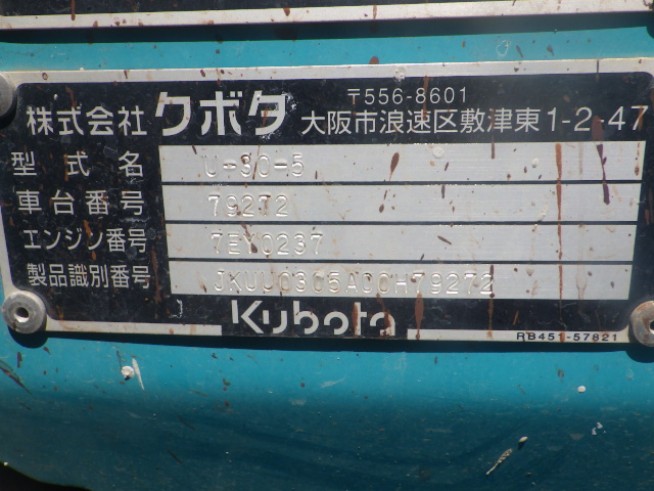 株式会社 クボタ 〒556-8601
大阪市浪速区敷津東1-2-47
型式名 U-30-5
車台番号 79272
エンジン番号 7EY0237
製品識別番号 JKUU0305A00H79272
Kubota
RB451-57821